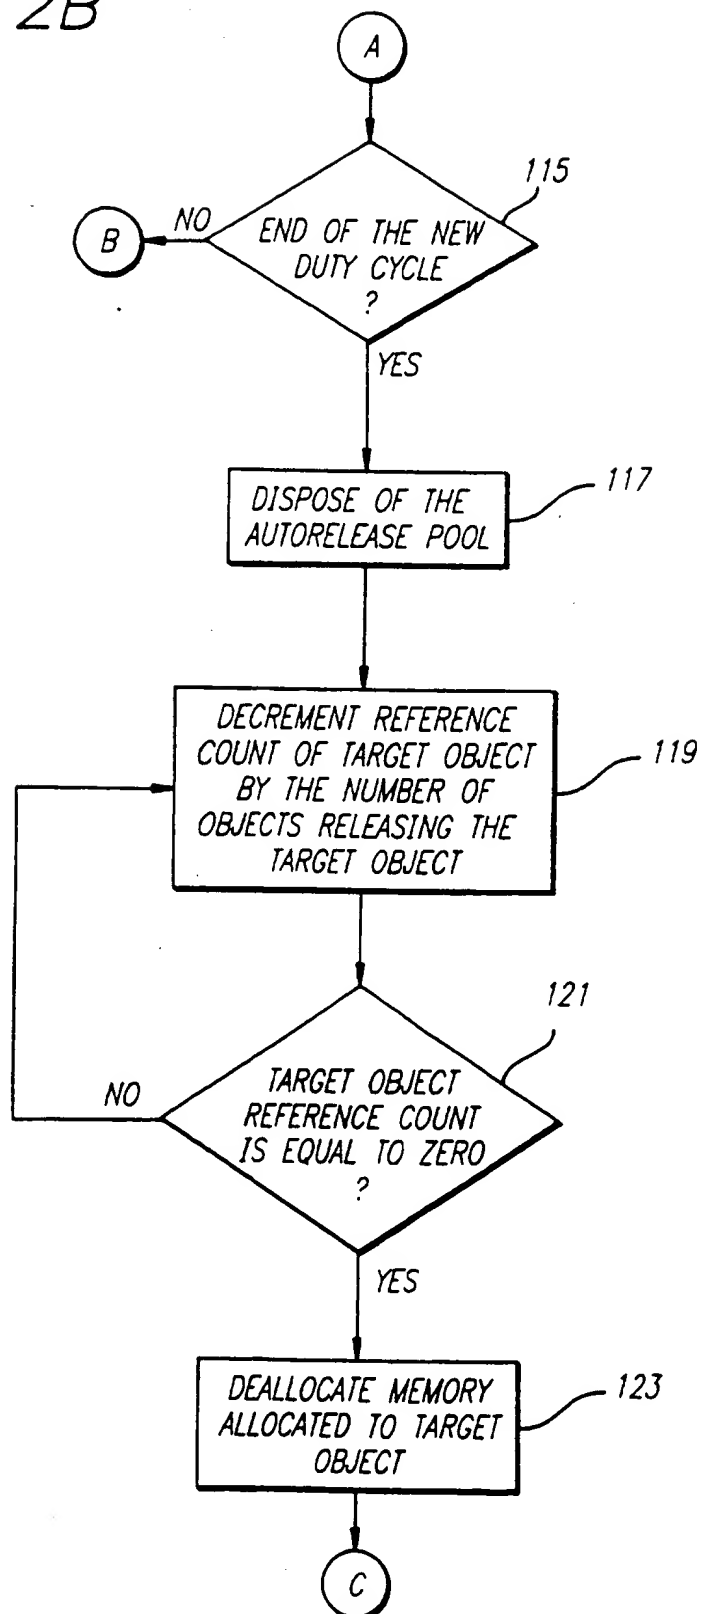 2B
A
115
END OF THE NEW
DUTY CYCLE
?
NO
B
YES
117
DISPOSE OF THE
AUTORELEASE POOL
DECREMENT REFERENCE
COUNT OF TARGET OBJECT
BY THE NUMBER OF
OBJECTS RELEASING THE
TARGET OBJECT
119
121
TARGET OBJECT
REFERENCE COUNT
IS EQUAL TO ZERO
?
NO
YES
DEALLOCATE MEMORY
ALLOCATED TO TARGET
OBJECT
123
C